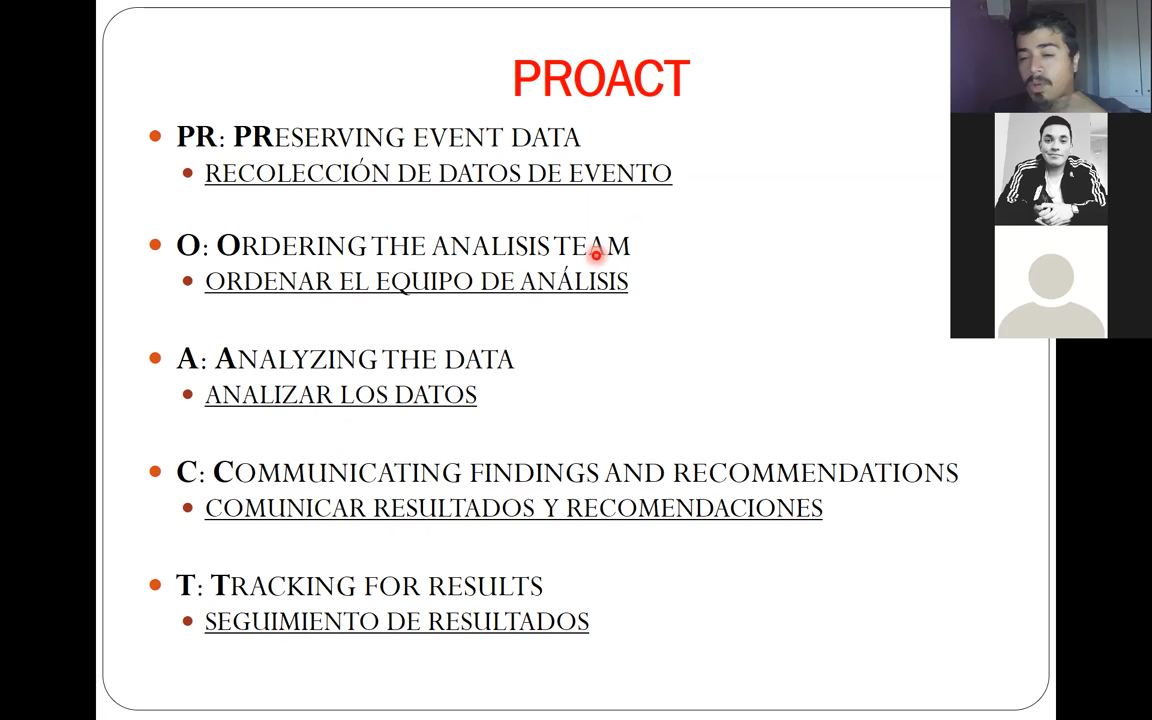 PROACT
PR: PRESERVING EVENT DATA
RECOLECCIÓN DE DATOS DE EVENTO
O: ORDERING THE ANALISIS TEAM
ORDENAR EL EQUIPO DE ANÁLISIS
A: ANALYZING THE DATA
ANALIZAR LOS DATOS
C: COMMUNICATING FINDINGS AND RECOMMENDATIONS
COMUNICAR RESULTADOS Y RECOMENDACIONES
T: TRACKING FOR RESULTS
SEGUIMIENTO DE RESULTADOS